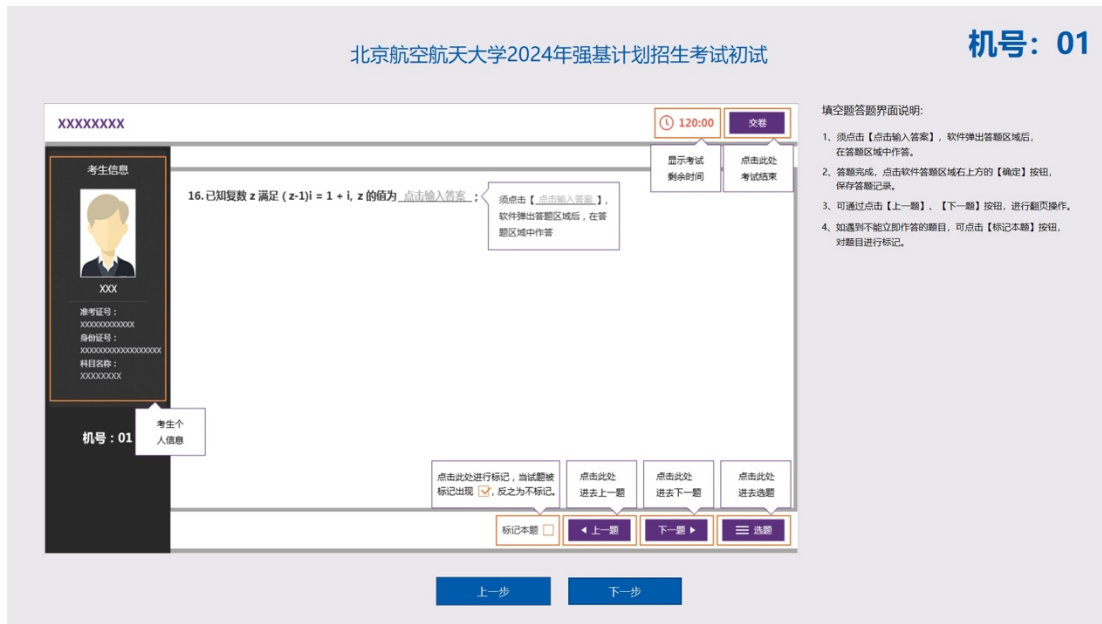 机号：01
北京航空航天大学2024年强基计划招生考试初试
XXXXXXXX
120:00
交卷
显示考试
剩余时间
点击此处
考试结束
考生信息
XXX
准考证号：
XXXXXXXXXXXX
身份证号：
XXXXXXXXXXXXXXXXXX
科目名称：
XXXXXXXX
机号：01
考生个
人信息
16.已知复数 z 满足 ( z-1)i = 1 + i, z 的值为 点击输入答案 ；
须点击【 点击输入答案 】，
软件弹出答题区域后，在答
题区域中作答
点击此处进行标记，当试题被
标记出现 ，反之为不标记。
点击此处
进去上一题
点击此处
进去下一题
点击此处
进去选题
标记本题
上一题
下一题
选题
填空题答题界面说明:
1、须点击【点击输入答案】，软件弹出答题区域后，
在答题区域中作答。
2、答题完成，点击软件答题区域右上方的【确定】按钮，
保存答题记录。
3、可通过点击【上一题】、【下一题】按钮，进行翻页操作。
4、如遇到不能立即作答的题目，可点击【标记本题】按钮，
对题目进行标记。
上一步
下一步